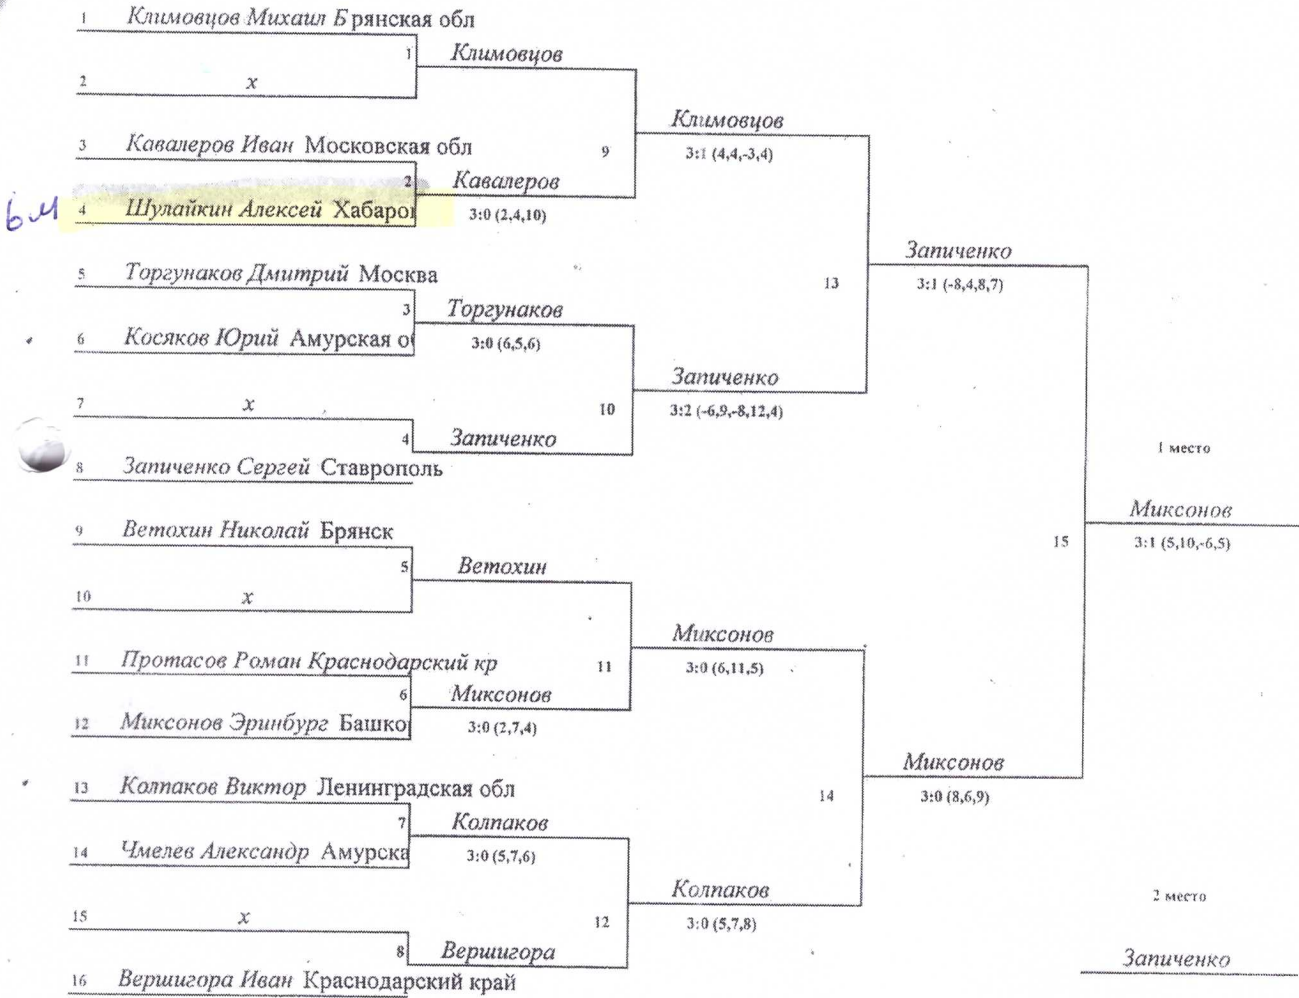 1 Климовцов Михаил Брянская обл
1 Климовцов
2 x
Климовцов
3 Кавалеров Иван Московская обл
9 3:1 (4,4,-3,4)
2 Кавалеров
6м 4 Шулайкин Алексей Хабаро
3:0 (2,4,10)
Запиченко
5 Торгунаков Дмитрий Москва
13 3:1 (-8,4,8,7)
3 Торгунаков
6 Косяков Юрий Амурская о
3:0 (6,5,6)
Запиченко
7 x
10 3:2 (-6,9,-8,12,4)
4 Запиченко
1 место
8 Запиченко Сергей Ставрополь
Миксонов
9 Ветохин Николай Брянск
15 3:1 (5,10,-6,5)
5 Ветохин
10 x
Миксонов
11 Протасов Роман Краснодарский кр
11 3:0 (6,11,5)
6 Миксонов
12 Миксонов Эринбург Башко
3:0 (2,7,4)
Миксонов
13 Колпаков Виктор Ленинградская обл
14 3:0 (8,6,9)
7 Колпаков
14 Чмелев Александр Амурска
3:0 (5,7,6)
Колпаков
2 место
15 x
12 3:0 (5,7,8)
8 Вершигора
Запиченко
16 Вершигора Иван Краснодарский край